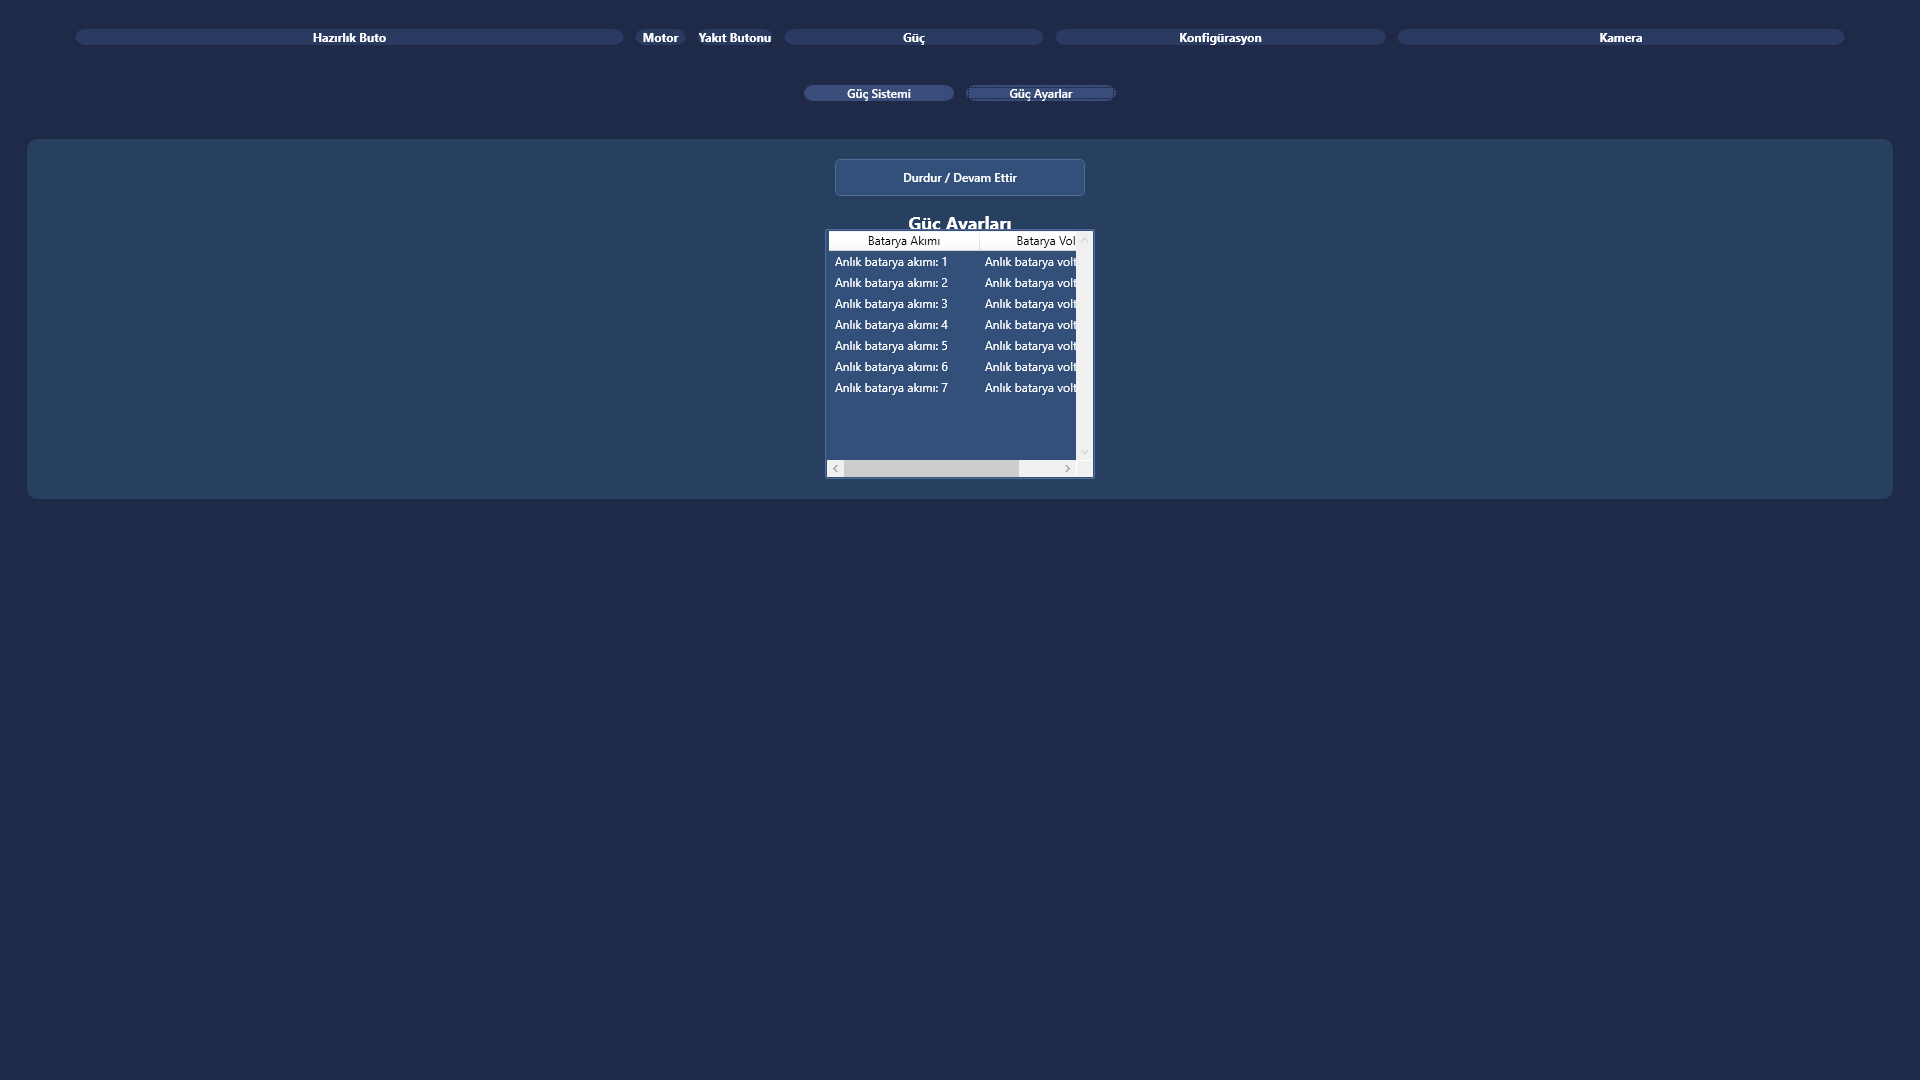 Hazırlık Buto Motor Yakıt Butonu Güç Konfigürasyon Kamera
Güç Sistemi Güç Ayarlar
Durdur / Devam Ettir
Güç Ayarları
Batarya Akımı Batarya Vol
Anlık batarya akımı: 1 Anlık batarya volt
Anlık batarya akımı: 2 Anlık batarya volt
Anlık batarya akımı: 3 Anlık batarya volt
Anlık batarya akımı: 4 Anlık batarya volt
Anlık batarya akımı: 5 Anlık batarya volt
Anlık batarya akımı: 6 Anlık batarya volt
Anlık batarya akımı: 7 Anlık batarya volt